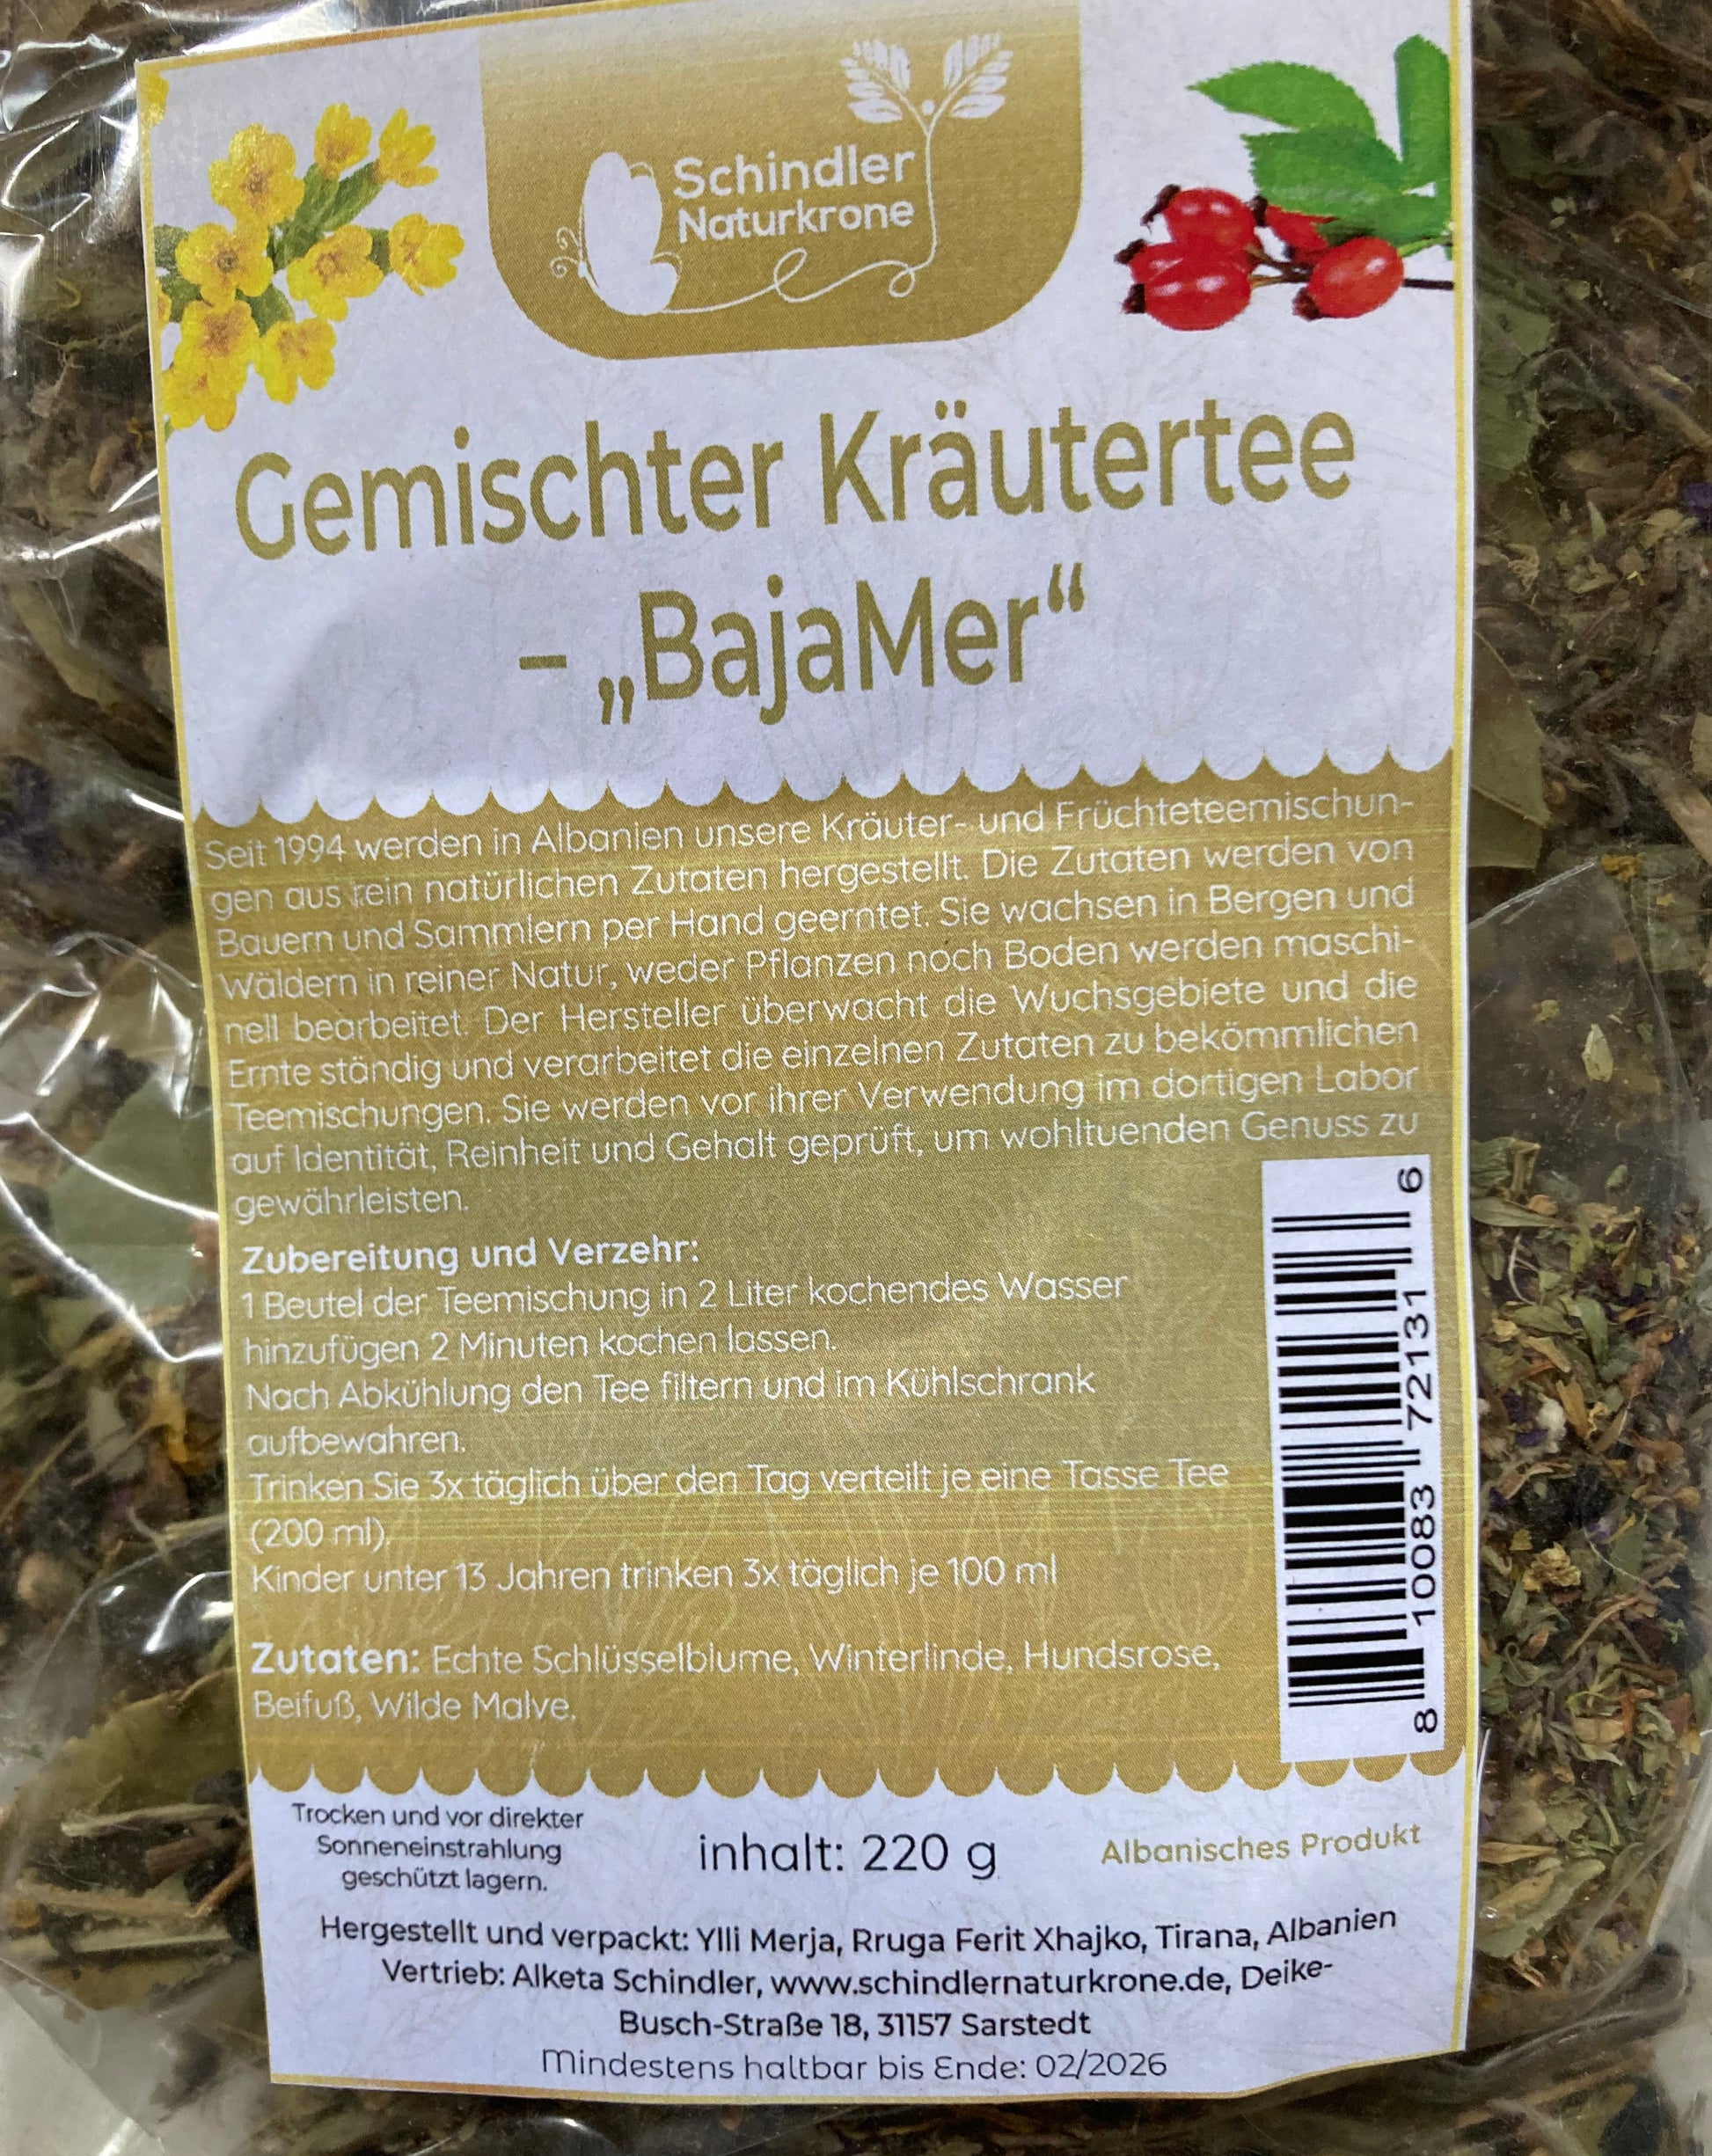 Schindler
Naturkrone
Gemischter Kräutertee
– „BajaMer“
Seit 1994 werden in Albanien unsere Kräuter- und Früchteteemischun-
gen aus rein natürlichen Zutaten hergestellt. Die Zutaten werden von
Bauern und Sammlern per Hand geerntet. Sie wachsen in Bergen und
Wäldern in reiner Natur, weder Pflanzen noch Boden werden maschi-
nell bearbeitet. Der Hersteller überwacht die Wuchsgebiete und die
Ernte ständig und verarbeitet die einzelnen Zutaten zu bekömmlichen
Teemischungen. Sie werden vor ihrer Verwendung im dortigen Labor
auf Identität, Reinheit und Gehalt geprüft, um wohltuenden Genuss zu
gewährleisten.
Zubereitung und Verzehr:
1 Beutel der Teemischung in 2 Liter kochendes Wasser
hinzufügen 2 Minuten kochen lassen.
Nach Abkühlung den Tee filtern und im Kühlschrank
aufbewahren.
Trinken Sie 3x täglich über den Tag verteilt je eine Tasse Tee
(200 ml).
Kinder unter 13 Jahren trinken 3x täglich je 100 ml
Zutaten: Echte Schlüsselblume, Winterlinde, Hundsrose,
Beifuß, Wilde Malve.
8 10083 72131 6
Trocken und vor direkter
Sonneneinstrahlung
geschützt lagern.
inhalt: 220 g
Albanisches Produkt
Hergestellt und verpackt: Ylli Merja, Rruga Ferit Xhajko, Tirana, Albanien
Vertrieb: Alketa Schindler, www.schindlernaturkrone.de, Deike-
Busch-Straße 18, 31157 Sarstedt
Mindestens haltbar bis Ende: 02/2026